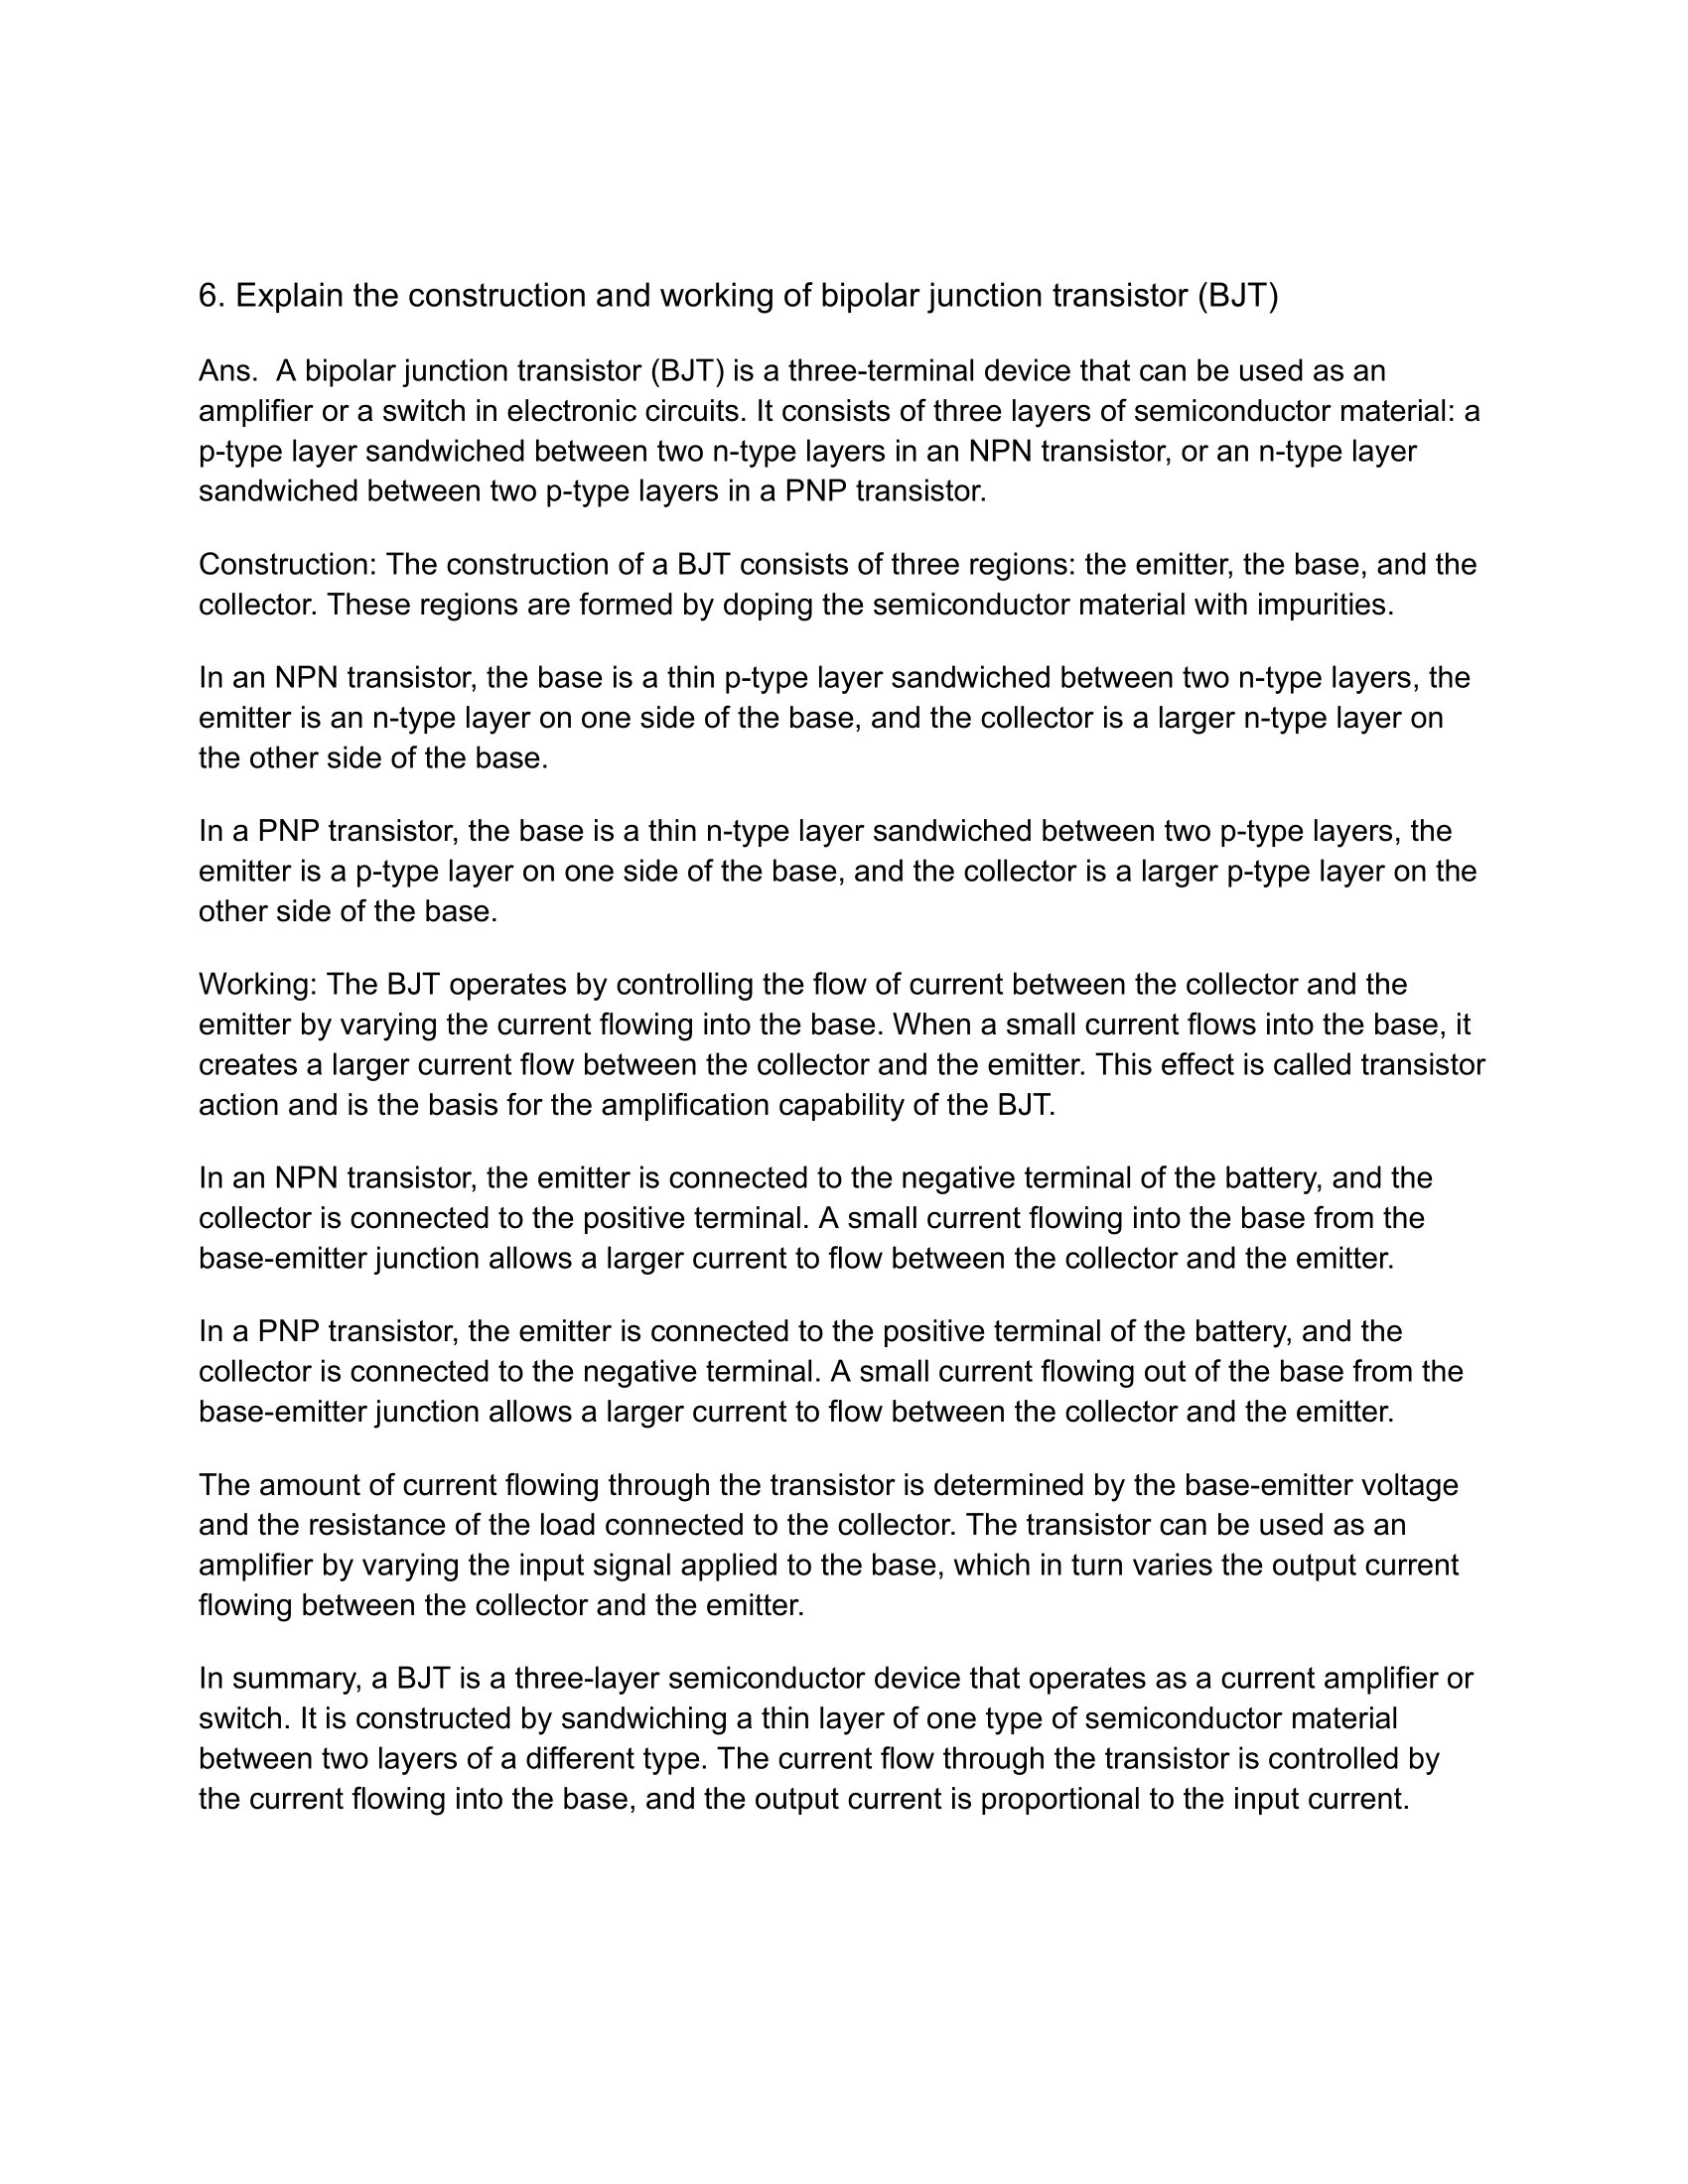 6. Explain the construction and working of bipolar junction transistor (BJT)
Ans.  A bipolar junction transistor (BJT) is a three-terminal device that can be used as an
amplifier or a switch in electronic circuits. It consists of three layers of semiconductor material: a
p-type layer sandwiched between two n-type layers in an NPN transistor, or an n-type layer
sandwiched between two p-type layers in a PNP transistor.
Construction: The construction of a BJT consists of three regions: the emitter, the base, and the
collector. These regions are formed by doping the semiconductor material with impurities.
In an NPN transistor, the base is a thin p-type layer sandwiched between two n-type layers, the
emitter is an n-type layer on one side of the base, and the collector is a larger n-type layer on
the other side of the base.
In a PNP transistor, the base is a thin n-type layer sandwiched between two p-type layers, the
emitter is a p-type layer on one side of the base, and the collector is a larger p-type layer on the
other side of the base.
Working: The BJT operates by controlling the flow of current between the collector and the
emitter by varying the current flowing into the base. When a small current flows into the base, it
creates a larger current flow between the collector and the emitter. This effect is called transistor
action and is the basis for the amplification capability of the BJT.
In an NPN transistor, the emitter is connected to the negative terminal of the battery, and the
collector is connected to the positive terminal. A small current flowing into the base from the
base-emitter junction allows a larger current to flow between the collector and the emitter.
In a PNP transistor, the emitter is connected to the positive terminal of the battery, and the
collector is connected to the negative terminal. A small current flowing out of the base from the
base-emitter junction allows a larger current to flow between the collector and the emitter.
The amount of current flowing through the transistor is determined by the base-emitter voltage
and the resistance of the load connected to the collector. The transistor can be used as an
amplifier by varying the input signal applied to the base, which in turn varies the output current
flowing between the collector and the emitter.
In summary, a BJT is a three-layer semiconductor device that operates as a current amplifier or
switch. It is constructed by sandwiching a thin layer of one type of semiconductor material
between two layers of a different type. The current flow through the transistor is controlled by
the current flowing into the base, and the output current is proportional to the input current.